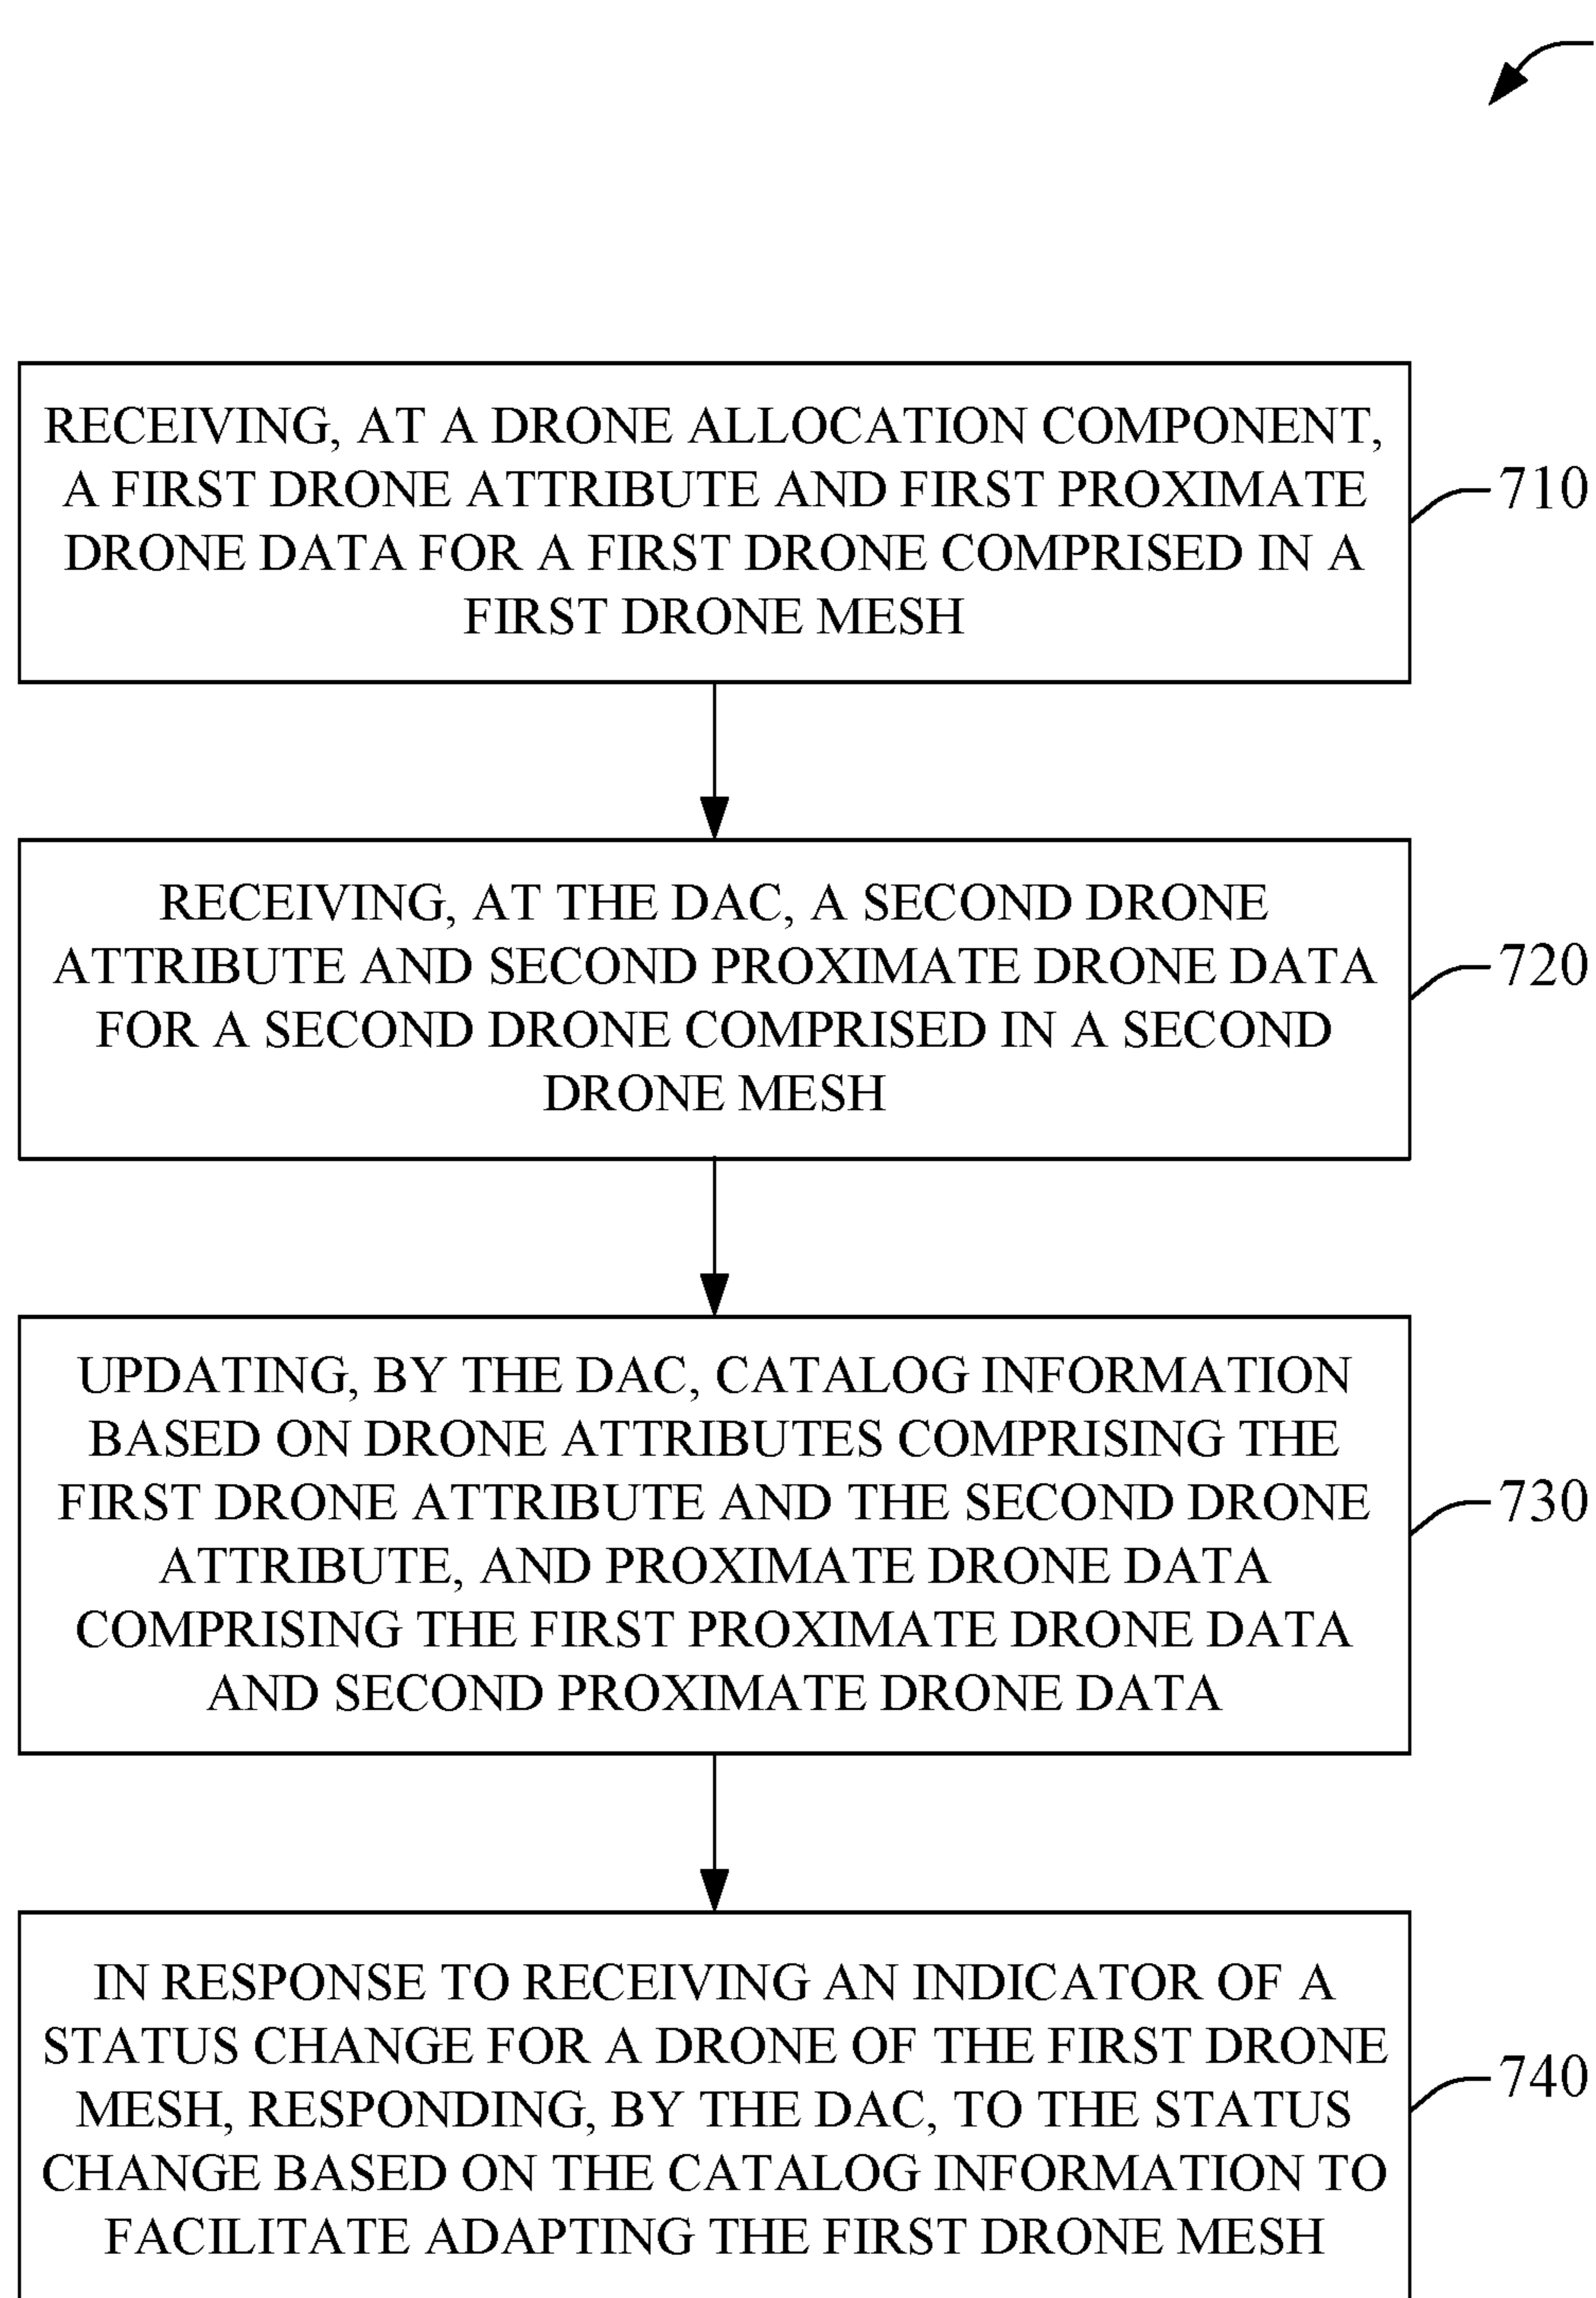 RECEIVING, AT A DRONE ALLOCATION COMPONENT,
A FIRST DRONE ATTRIBUTE AND FIRST PROXIMATE
DRONE DATA FOR A FIRST DRONE COMPRISED IN A
FIRST DRONE MESH
710
RECEIVING, AT THE DAC, A SECOND DRONE
ATTRIBUTE AND SECOND PROXIMATE DRONE DATA
FOR A SECOND DRONE COMPRISED IN A SECOND
DRONE MESH
720
UPDATING, BY THE DAC, CATALOG INFORMATION
BASED ON DRONE ATTRIBUTES COMPRISING THE
FIRST DRONE ATTRIBUTE AND THE SECOND DRONE
ATTRIBUTE, AND PROXIMATE DRONE DATA
COMPRISING THE FIRST PROXIMATE DRONE DATA
AND SECOND PROXIMATE DRONE DATA
730
IN RESPONSE TO RECEIVING AN INDICATOR OF A
STATUS CHANGE FOR A DRONE OF THE FIRST DRONE
MESH, RESPONDING, BY THE DAC, TO THE STATUS
CHANGE BASED ON THE CATALOG INFORMATION TO
FACILITATE ADAPTING THE FIRST DRONE MESH
740